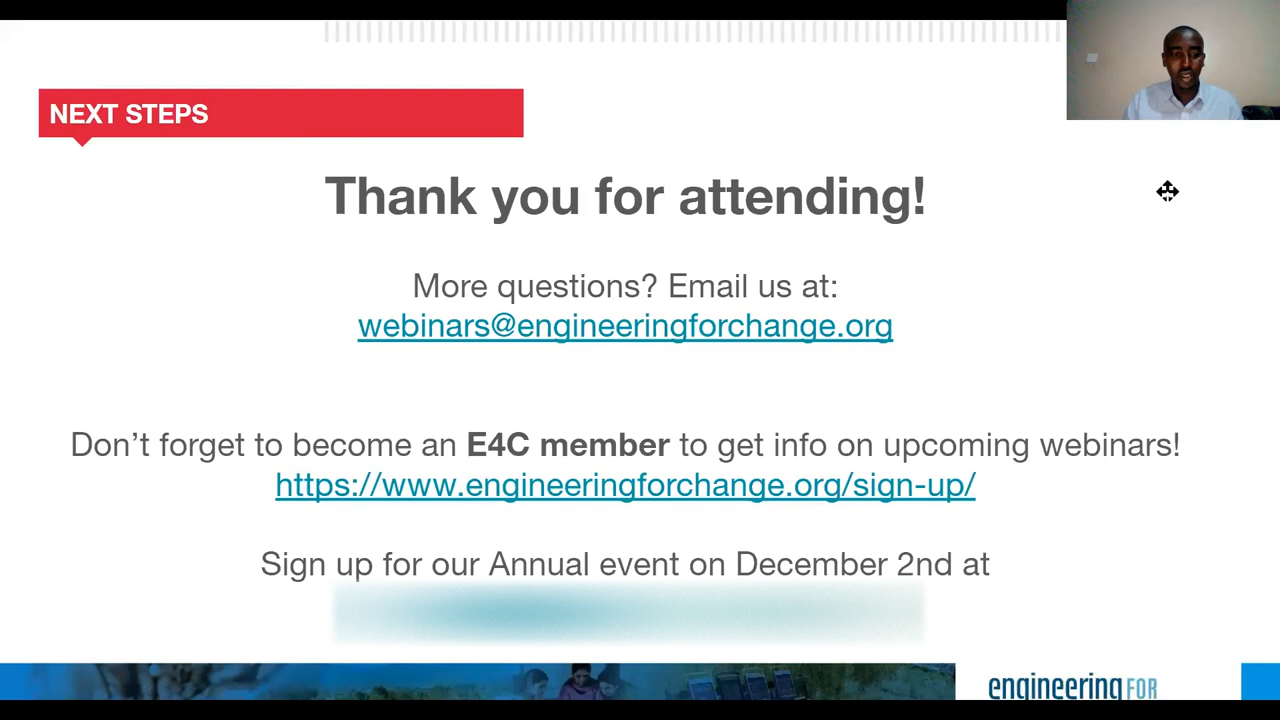 NEXT STEPS
Thank you for attending!
More questions? Email us at:
webinars@engineeringforchange.org
Don't forget to become an E4C member to get info on upcoming webinars!
https://www.engineeringforchange.org/sign-up/
Sign up for our Annual event on December 2nd at
engineering FOR